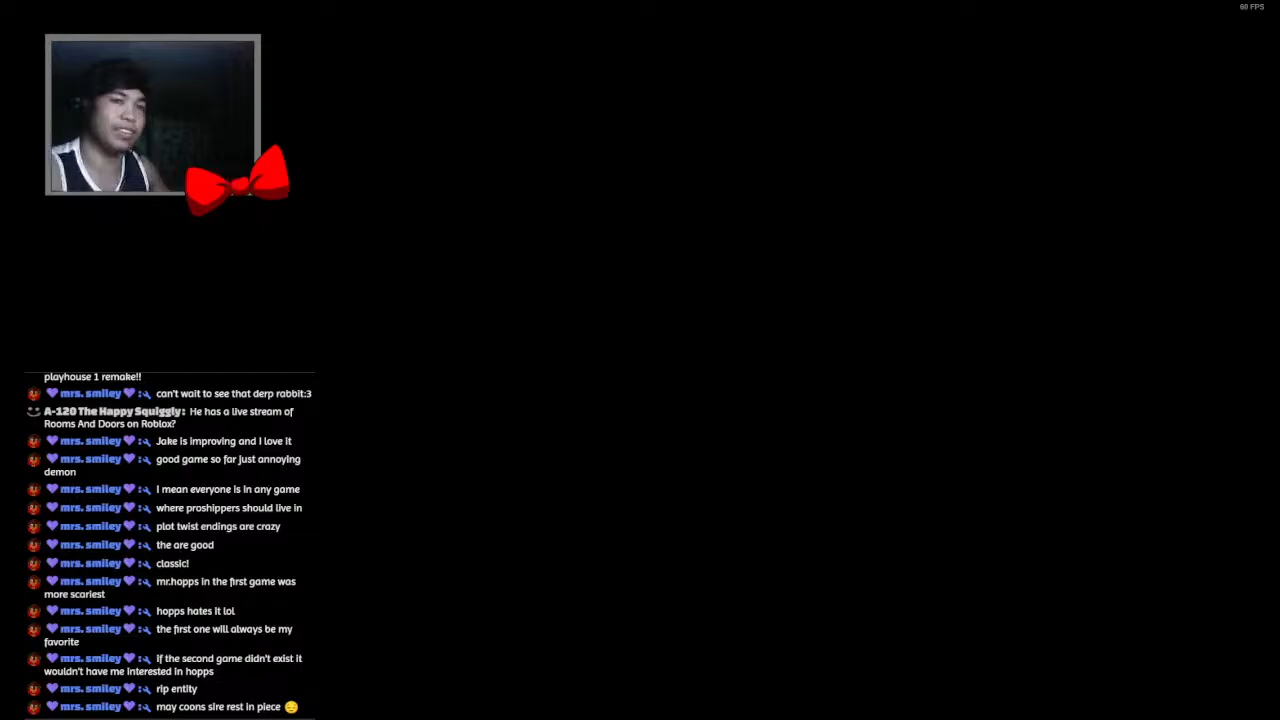 60 FPS
playhouse 1 remake!!
mrs. smiley : can't wait to see that derp rabbit:3
A-120 The Happy Squiggly: He has a live stream of
Rooms And Doors on Roblox?
mrs. smiley : Jake is improving and I love it
mrs. smiley : good game so far just annoying
demon
mrs. smiley : I mean everyone is in any game
mrs. smiley : where proshippers should live in
mrs. smiley : plot twist endings are crazy
mrs. smiley : the are good
mrs. smiley : classic!
mrs. smiley : mr.hopps in the first game was
more scariest
mrs. smiley : hopps hates it lol
mrs. smiley : the first one will always be my
favorite
mrs. smiley : if the second game didn't exist it
wouldn't have me interested in hopps
mrs. smiley : rip entity
mrs. smiley : may coons sire rest in piece 😔